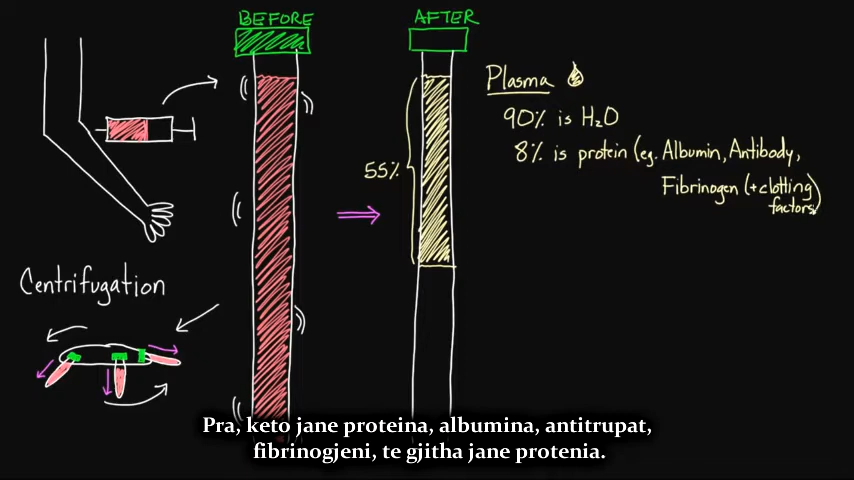 BEFORE
AFTER
Plasma
90% is H₂O
8% is protein (eg. Albumin, Antibody,
Fibrinogen (+clotting
factors)
55%
Centrifugation
Pra, keto jane proteina, albumina, antitrupat,
fibrinogjeni, te gjitha jane protenia.